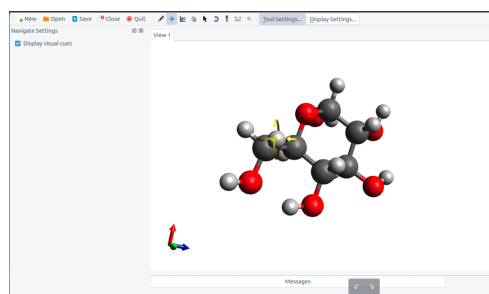 New Open Save Close Quit Tool Settings... Display Settings...
Navigate Settings
View 1
Display visual cues
Messages